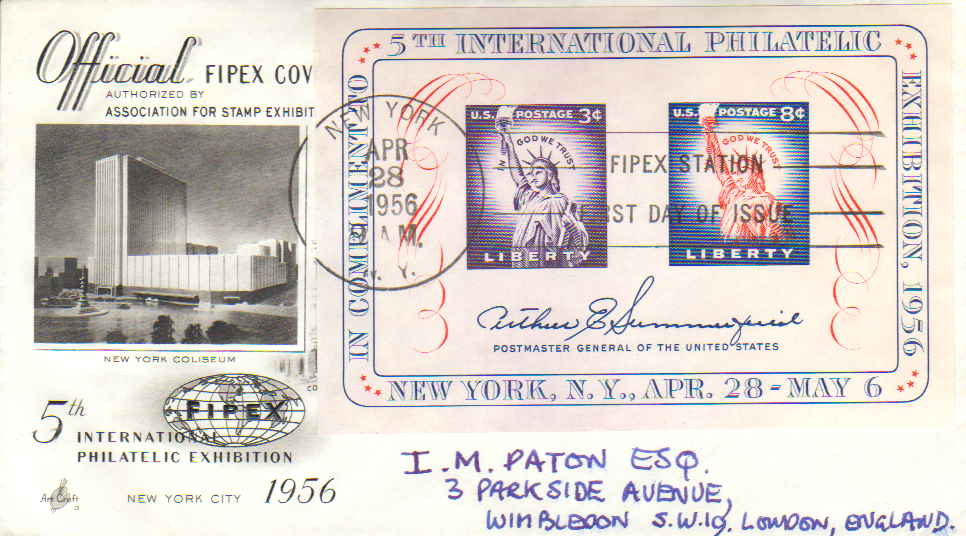 Official FIPEX COV
AUTHORIZED BY
ASSOCIATION FOR STAMP EXHIBIT
NEW YORK COLISEUM
FIPEX
5th
INTERNATIONAL
PHILATELIC EXHIBITION
Art Craft
NEW YORK CITY 1956
5TH INTERNATIONAL PHILATELIC
EXHIBITION, 1956
NEW YORK, N.Y., APR. 28 - MAY 6
IN COMPLIMENT TO
NEW YORK
APR
28
1956
9 AM.
N. Y.
FIPEX STATION
FIRST DAY OF ISSUE
U.S. POSTAGE 3¢
IN GOD WE TRUST
LIBERTY
U.S. POSTAGE 8¢
IN GOD WE TRUST
LIBERTY
Arthur E Summerfield
POSTMASTER GENERAL OF THE UNITED STATES
I. M. PATON ESQ.
3 PARKSIDE AVENUE,
WIMBLEDON S.W.19, LONDON, ENGLAND.